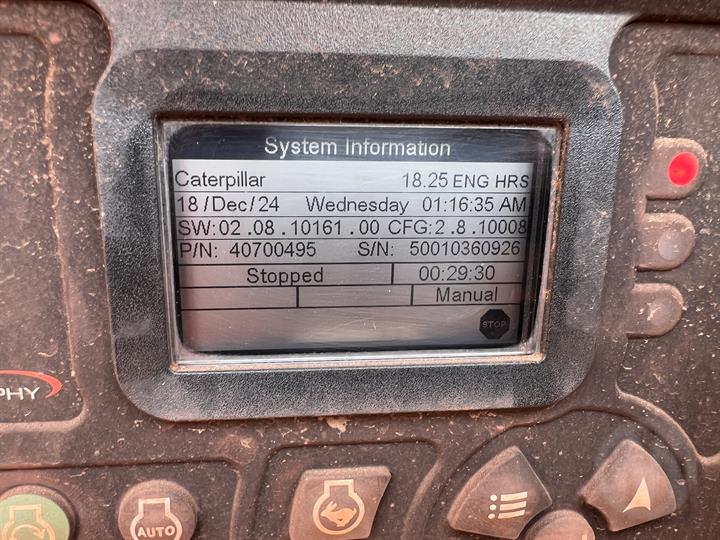 System Information
Caterpillar 18.25 ENG HRS
18 /Dec/ 24 Wednesday 01:16:35 AM
SW:02 .08 .10161 .00 CFG:2 .8 .10008
P/N: 40700495 S/N: 50010360926
Stopped 00:29:30
Manual
STOP
PHY
AUTO